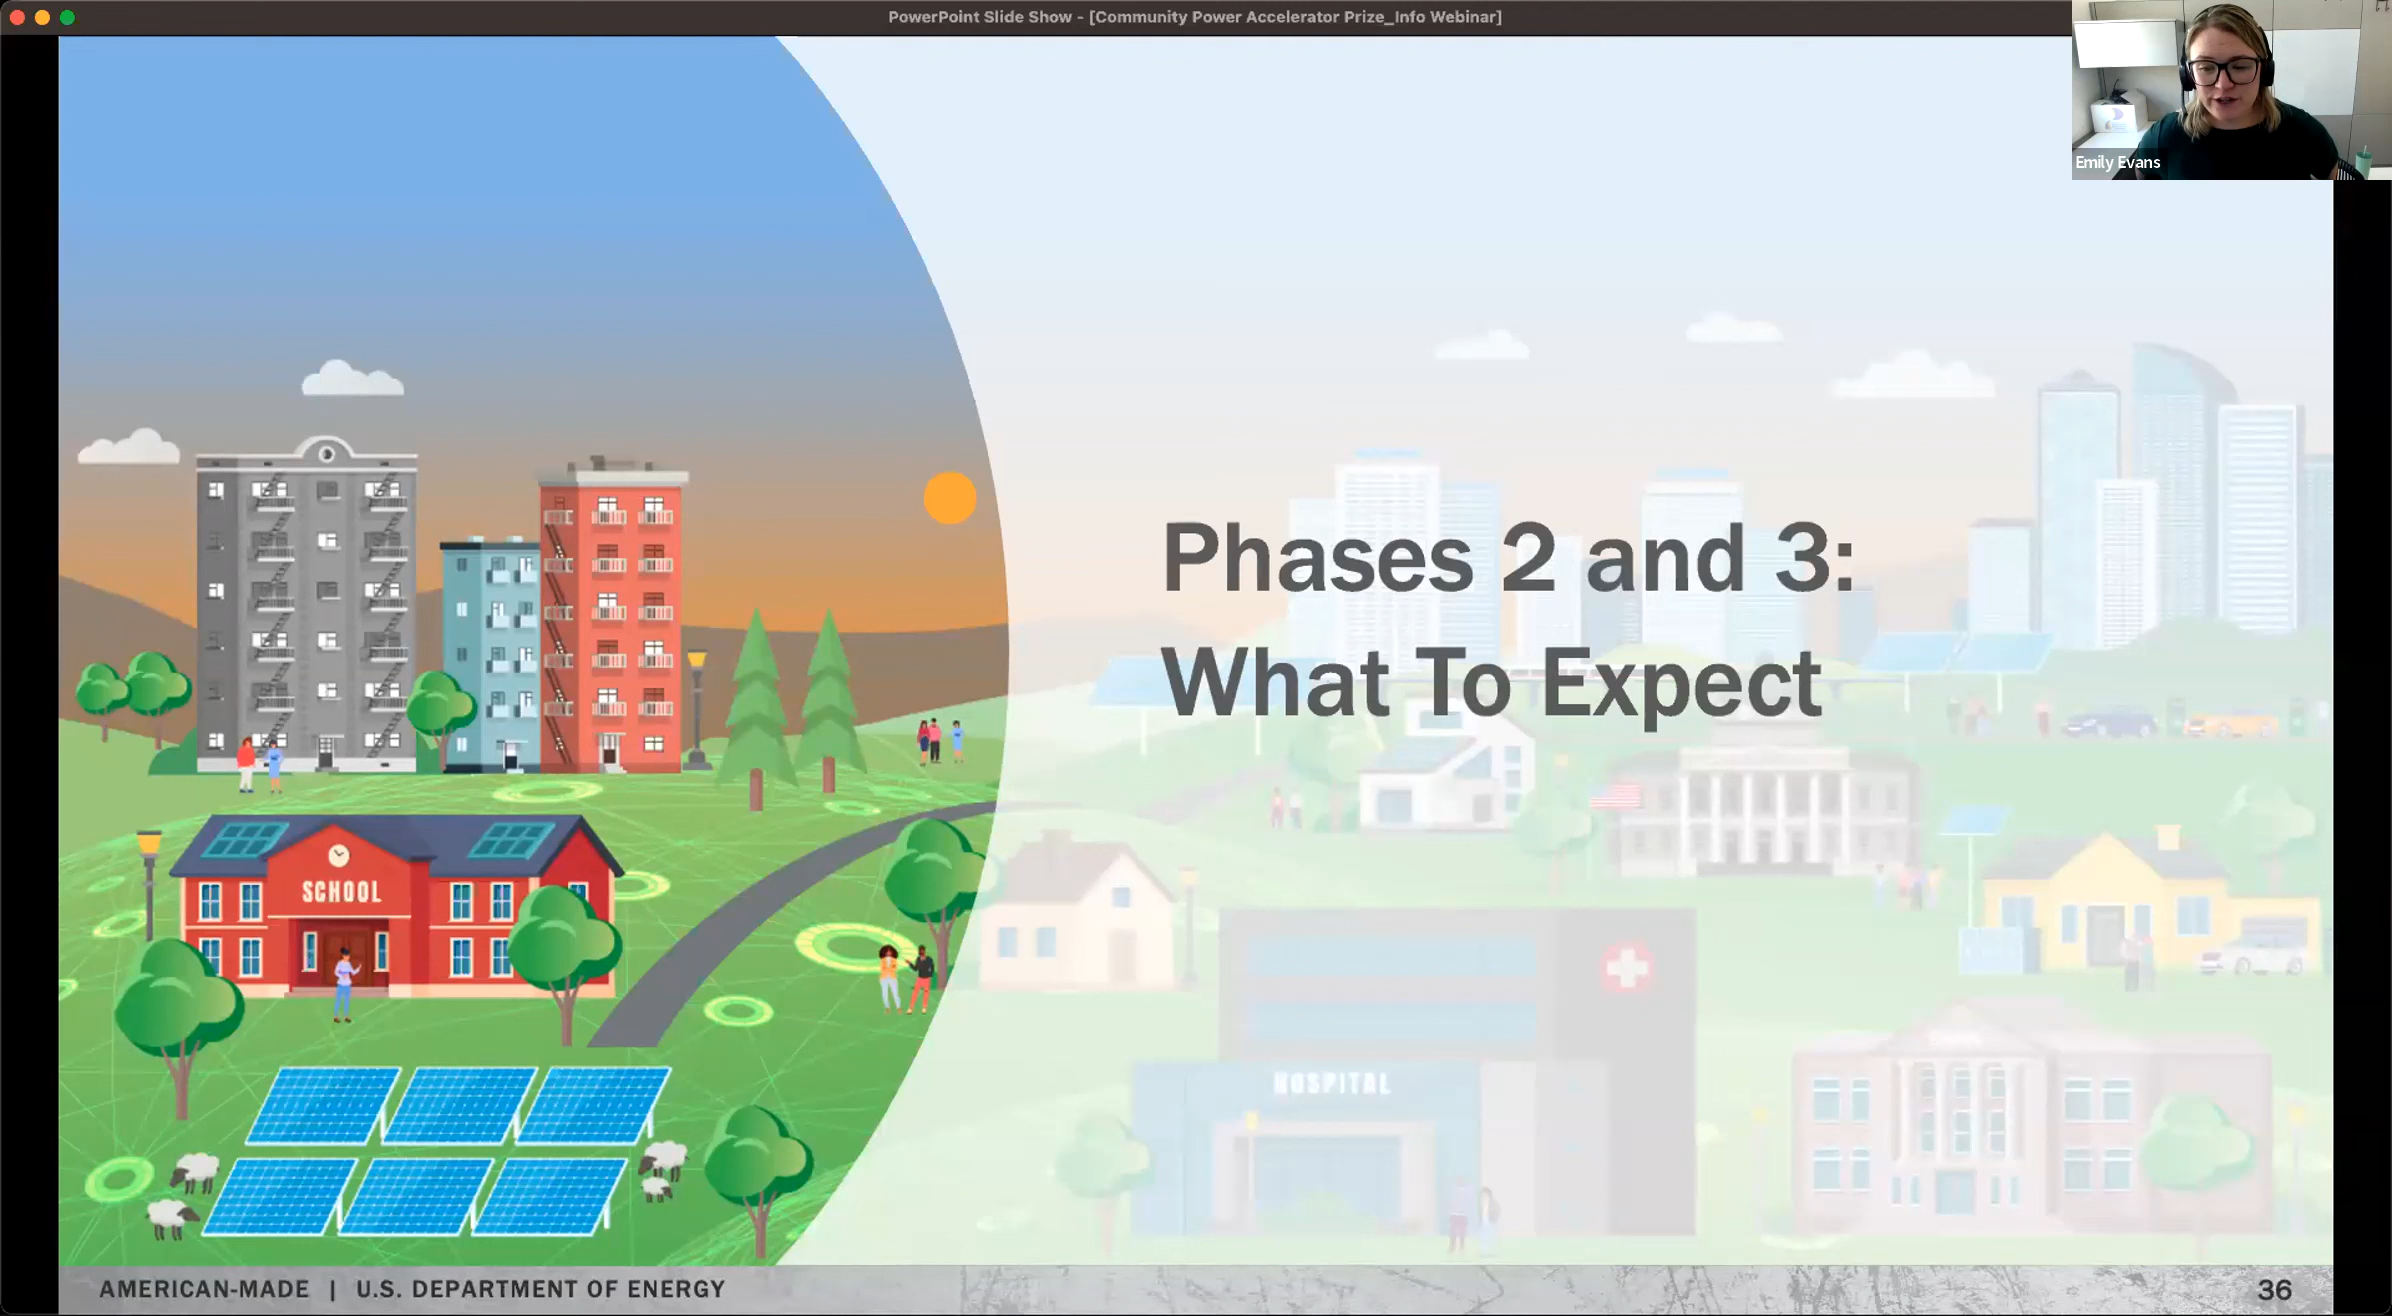 PowerPoint Slide Show - [Community Power Accelerator Prize_Info Webinar]
Emily Evans
Phases 2 and 3:
What To Expect
SCHOOL
HOSPITAL
AMERICAN-MADE | U.S. DEPARTMENT OF ENERGY
36